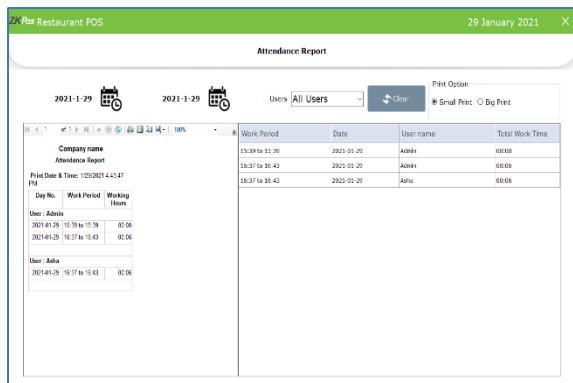 ZKPos Restaurant POS 29 January 2021 X
Attendance Report
2021-1-29 2021-1-29 Users All Users Clear
Print Option
Small Print Big Print
1 of 1 100%
Company name
Attendance Report
Print Date & Time: 1/29/2021 4:43:47
PM
Day No. Work Period Working
Hours
User : Admin
2021-01-29 15:39 to 15:39 00:00
2021-01-29 16:37 to 16:43 00:06
User : Asha
2021-01-29 16:37 to 16:43 00:06
Work Period Date User name Total Work Time
15:39 to 15:39 2021-01-29 Admin 00:00
16:37 to 16:43 2021-01-29 Admin 00:06
16:37 to 16:43 2021-01-29 Asha 00:06